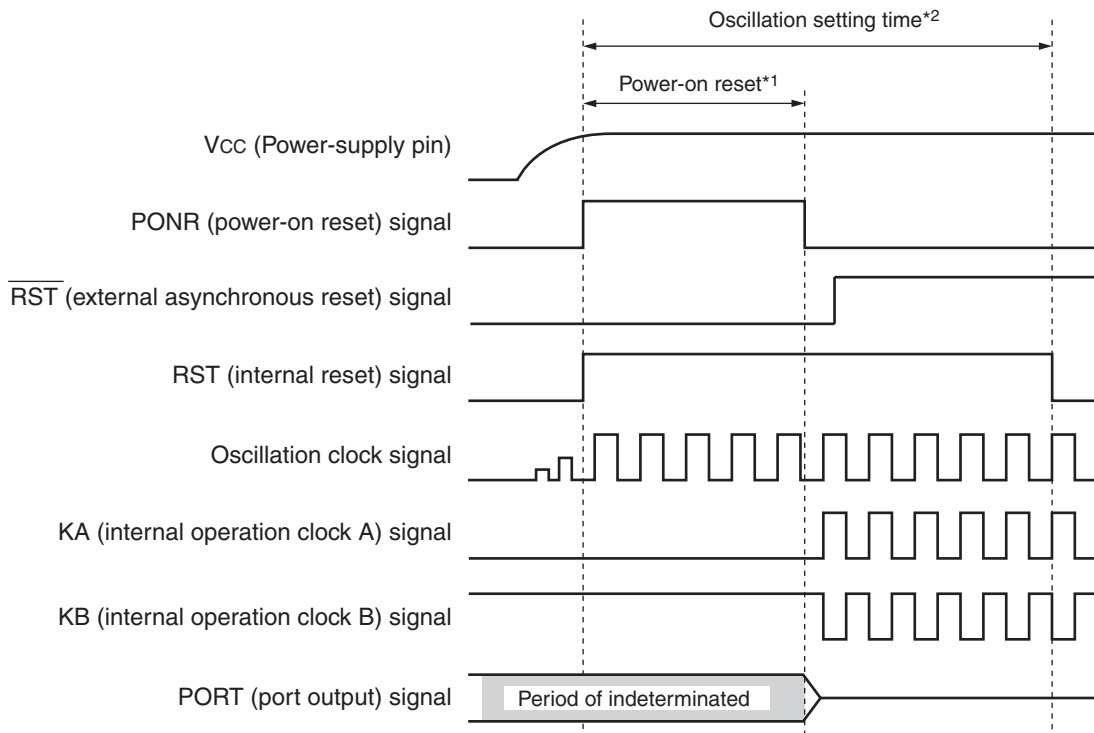 Oscillation setting time*2
Power-on reset*1
Vcc (Power-supply pin)
PONR (power-on reset) signal
RST (external asynchronous reset) signal
RST (internal reset) signal
Oscillation clock signal
KA (internal operation clock A) signal
KB (internal operation clock B) signal
PORT (port output) signal
Period of indeterminated